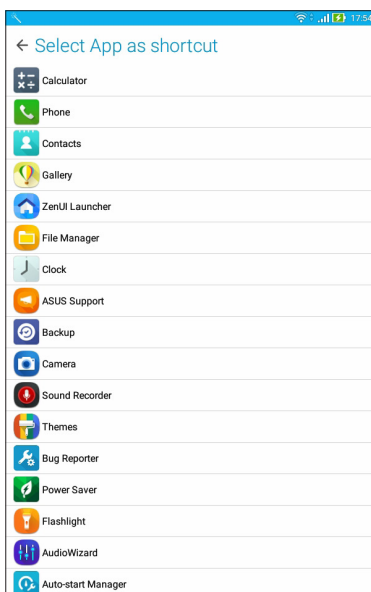 17:54
Select App as shortcut
Calculator
Phone
Contacts
Gallery
ZenUI Launcher
File Manager
Clock
ASUS Support
Backup
Camera
Sound Recorder
Themes
Bug Reporter
Power Saver
Flashlight
AudioWizard
Auto-start Manager